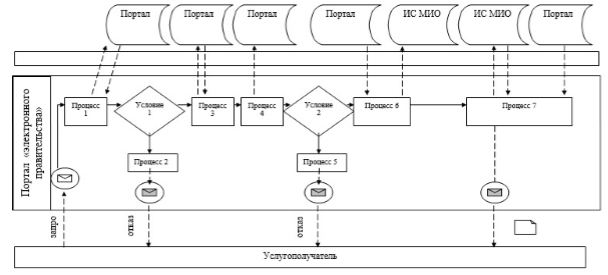 Портал
Портал
Портал
Портал
ИС МИО
ИС МИО
Портал
Портал «электронного
правительства»
Процесс
1
Условие
1
Процесс
3
Процесс
4
Условие
2
Процесс 6
Процесс 7
Процесс 2
Процесс 5
запро
отказ
отказ
Услугополучатель